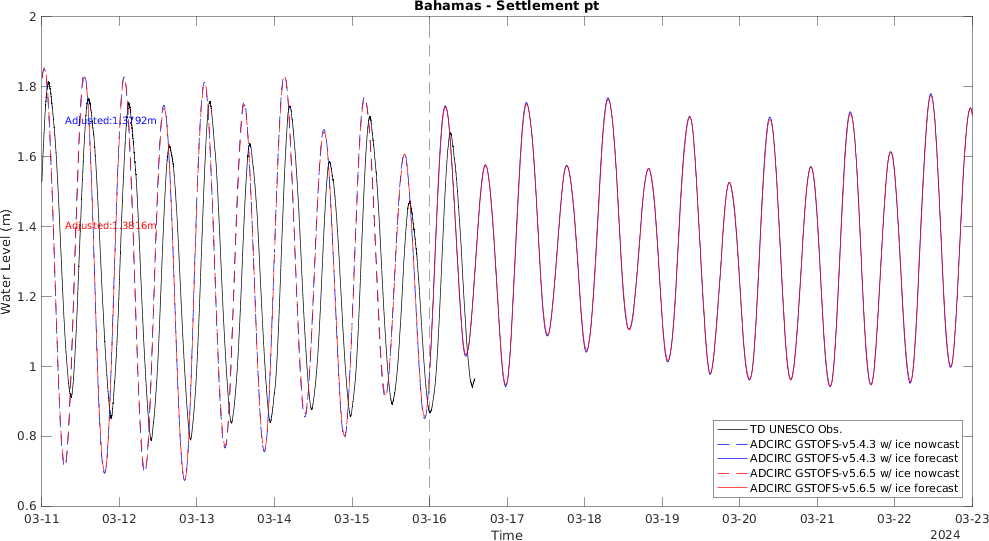 Bahamas - Settlement pt
Water Level (m)
2
1.8
1.6
1.4
1.2
1
0.8
0.6
Adjusted:1.3792m
Adjusted:1.3816m
TD UNESCO Obs.
ADCIRC GSTOFS-v5.4.3 w/ ice nowcast
ADCIRC GSTOFS-v5.4.3 w/ ice forecast
ADCIRC GSTOFS-v5.6.5 w/ ice nowcast
ADCIRC GSTOFS-v5.6.5 w/ ice forecast
03-11 03-12 03-13 03-14 03-15 03-16 03-17 03-18 03-19 03-20 03-21 03-22 03-23
Time
2024